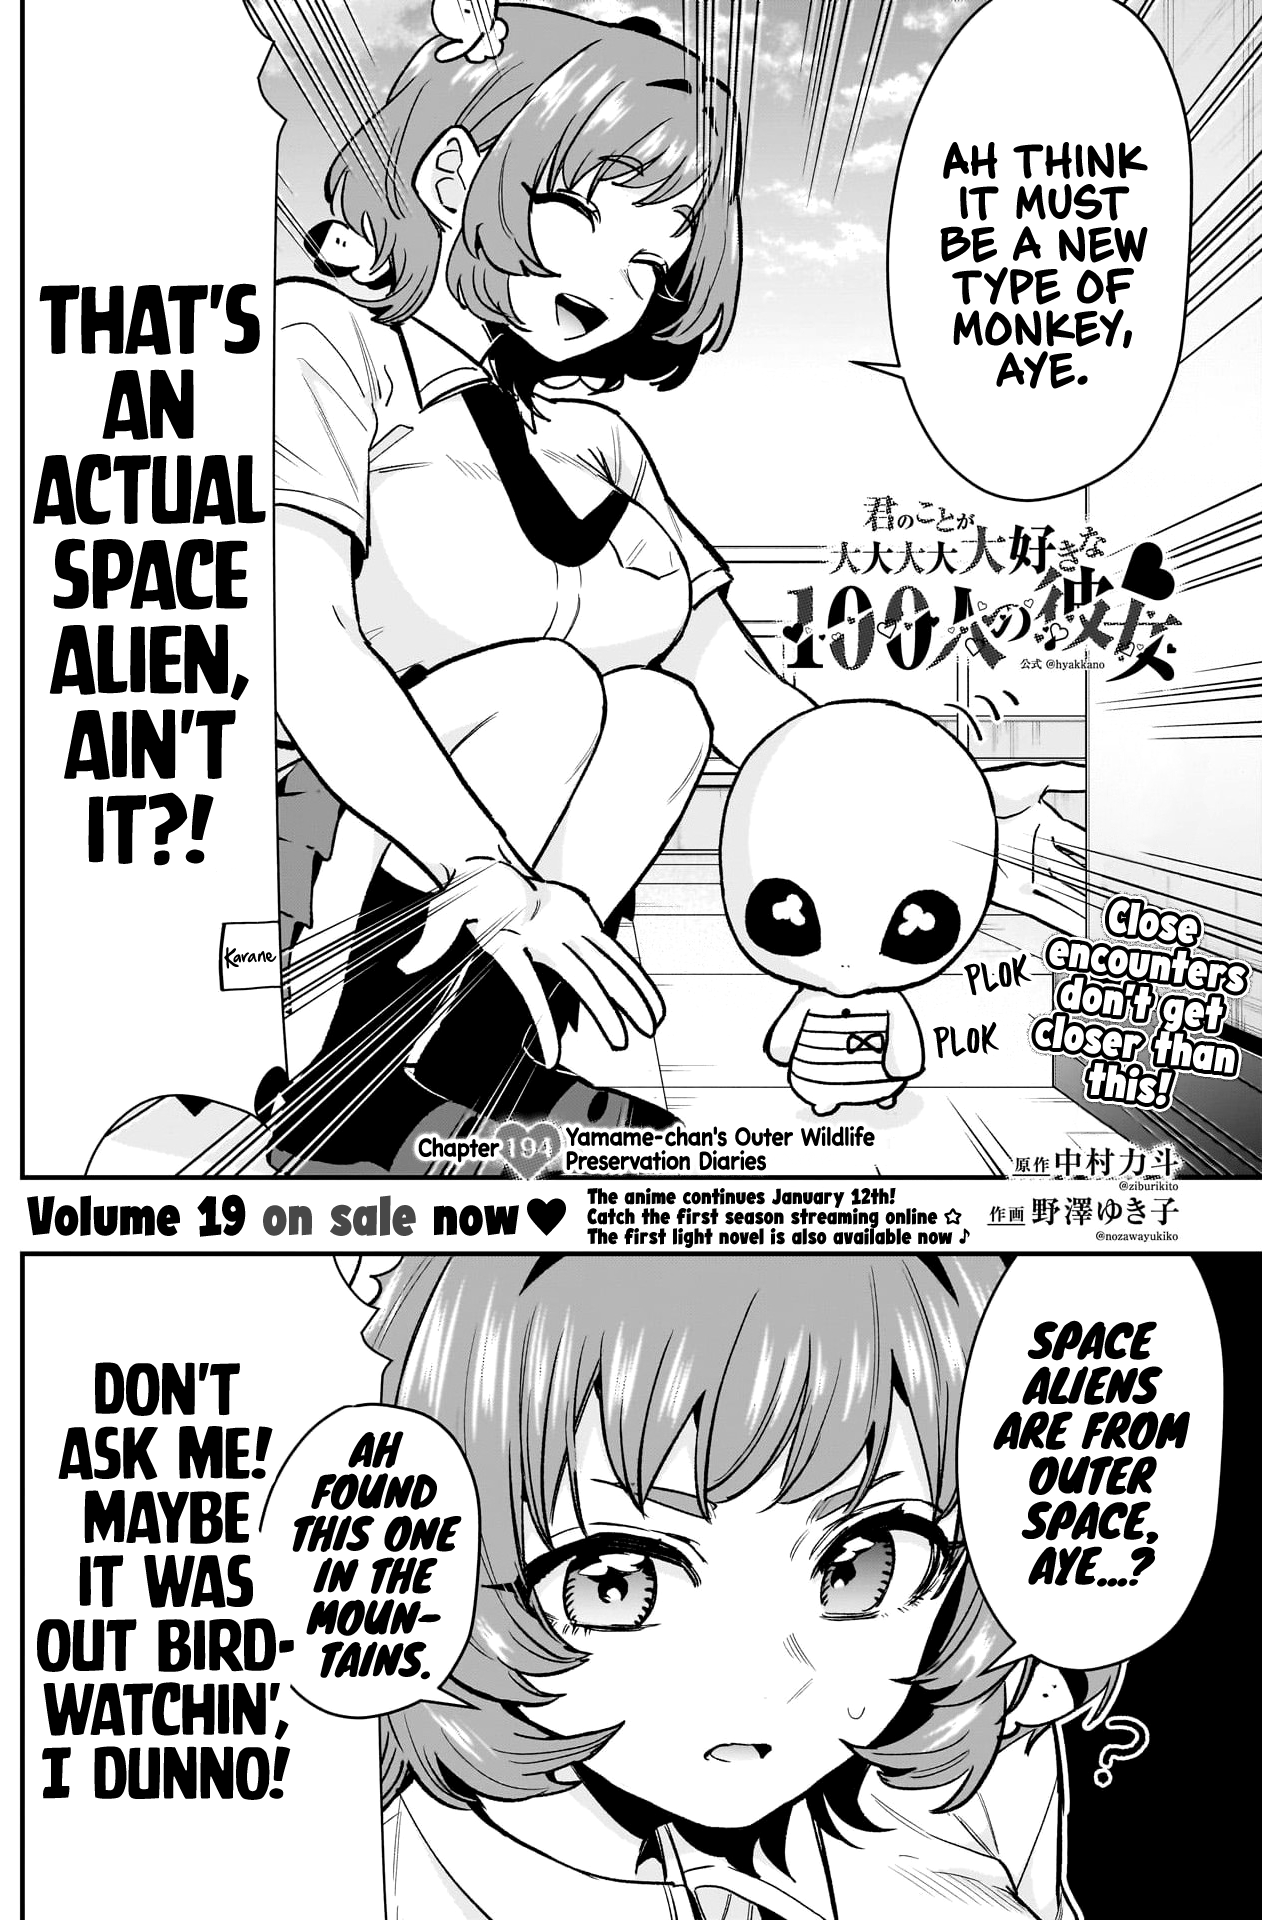 AH THINK
IT MUST
BE A NEW
TYPE OF
MONKEY,
AYE.
THAT'S
AN
ACTUAL
SPACE
ALIEN,
AIN'T
IT?!
君のことが
大大大大大好きな
100人の彼女
公式 @hyakkano
Karane
PLOK
PLOK
Close
encounters
don't get
closer than
this!
Chapter 194
Yamame-chan's Outer Wildlife
Preservation Diaries
原作 中村力斗
@ziburikito
作画 野澤ゆき子
@nozawayukiko
Volume 19 on sale now♥
The anime continues January 12th!
Catch the first season streaming online ☆
The first light novel is also available now ♪
SPACE
ALIENS
ARE FROM
OUTER
SPACE,
AYE...?
?
AH
FOUND
THIS ONE
IN THE
MOUN-
TAINS.
DON'T
ASK ME!
MAYBE
IT WAS
OUT BIRD-
WATCHIN',
I DUNNO!